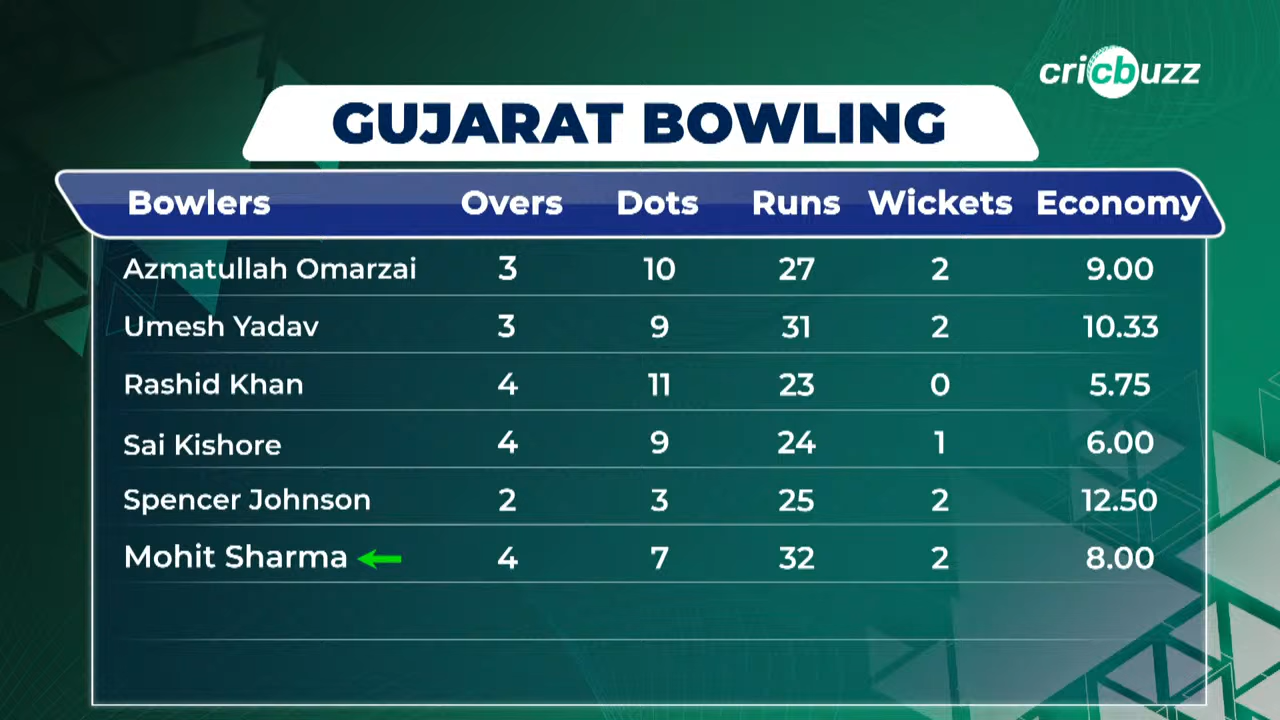 cricbuzz
GUJARAT BOWLING
Bowlers Overs Dots Runs Wickets Economy
Azmatullah Omarzai 3 10 27 2 9.00
Umesh Yadav 3 9 31 2 10.33
Rashid Khan 4 11 23 0 5.75
Sai Kishore 4 9 24 1 6.00
Spencer Johnson 2 3 25 2 12.50
Mohit Sharma 4 7 32 2 8.00